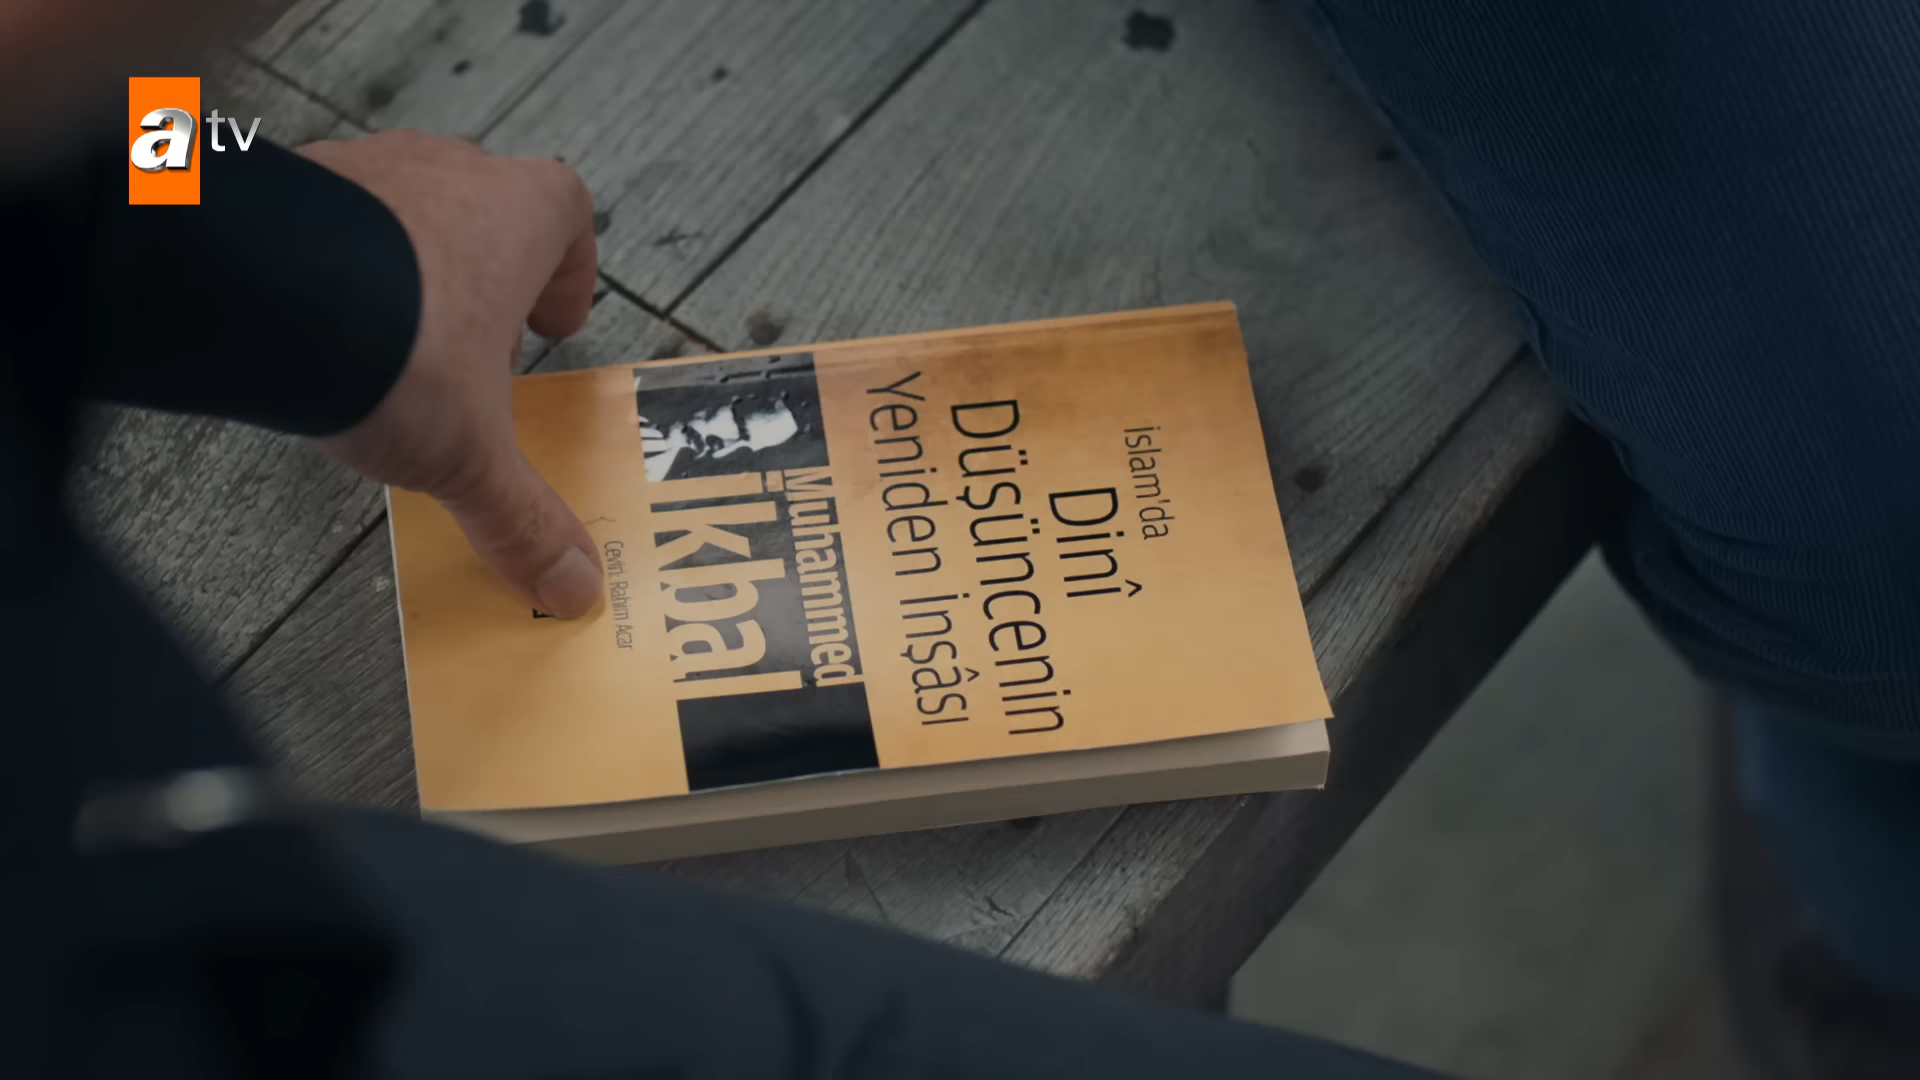 atv
İslam'da
Dinî
Düşüncenin
Yeniden İnşâsı
Muhammed
İkbal
Çeviri: Rahim Acar